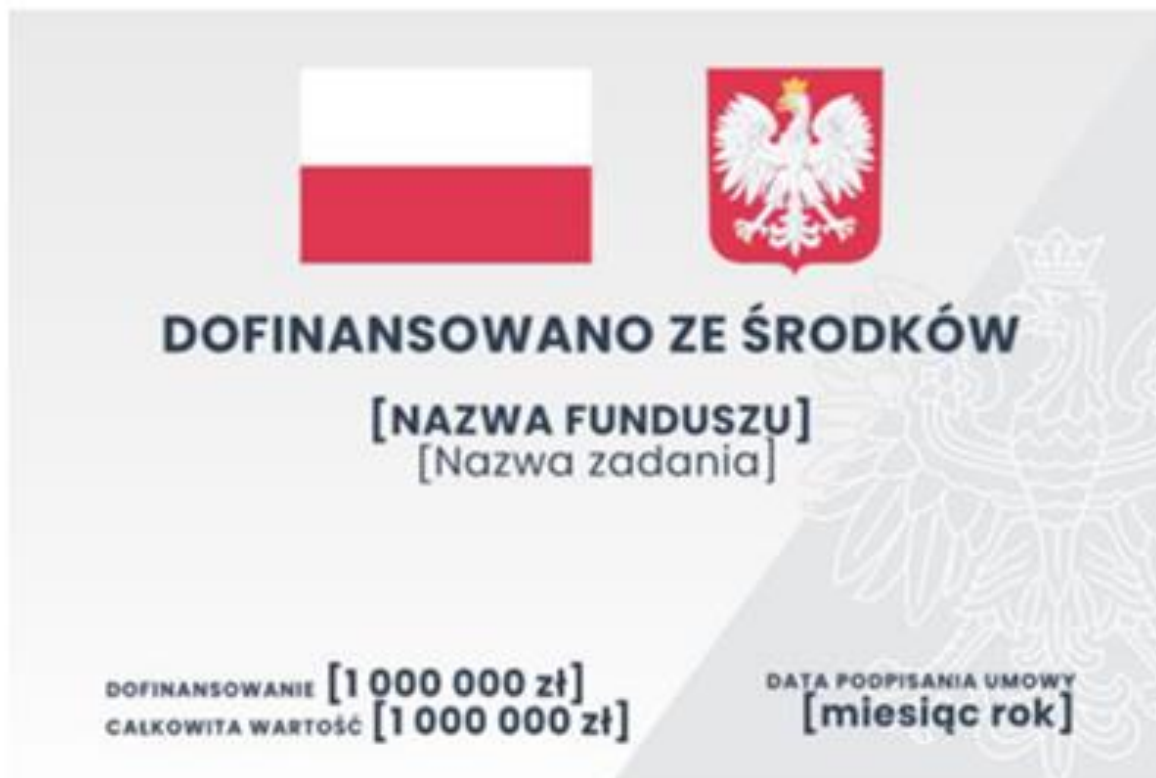 DOFINANSOWANO ZE ŚRODKÓW
[NAZWA FUNDUSZU]
[Nazwa zadania]
DOFINANSOWANIE [1 000 000 zł]
CAŁKOWITA WARTOŚĆ [1 000 000 zł]
DATA PODPISANIA UMOWY
[miesiąc rok]